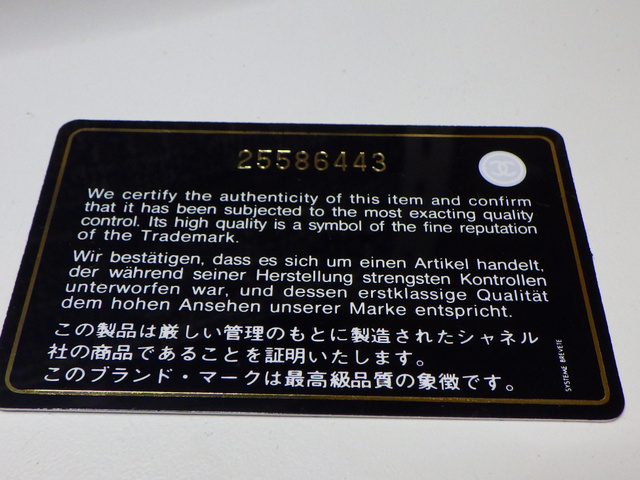 25586443
We certify the authenticity of this item and confirm
that it has been subjected to the most exacting quality
control. Its high quality is a symbol of the fine reputation
of the Trademark.
Wir bestätigen, dass es sich um einen Artikel handelt,
der während seiner Herstellung strengsten Kontrollen
unterworfen war, und dessen erstklassige Qualität
dem hohen Ansehen unserer Marke entspricht.
この製品は厳しい管理のもとに製造されたシャネル
社の商品であることを証明いたします。
このブランド・マークは最高級品質の象徴です。
SYSTEME BREVETE